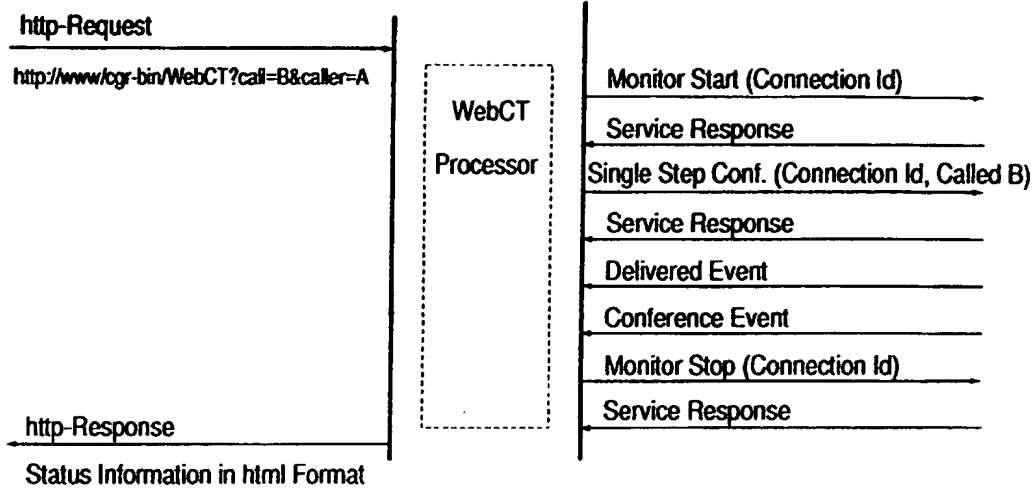 http-Request
http://www/cgr-bin/WebCT?call=B&caller=A
WebCT
Processor
Monitor Start (Connection Id)
Service Response
Single Step Conf. (Connection Id, Called B)
Service Response
Delivered Event
Conference Event
Monitor Stop (Connection Id)
Service Response
http-Response
Status Information in html Format